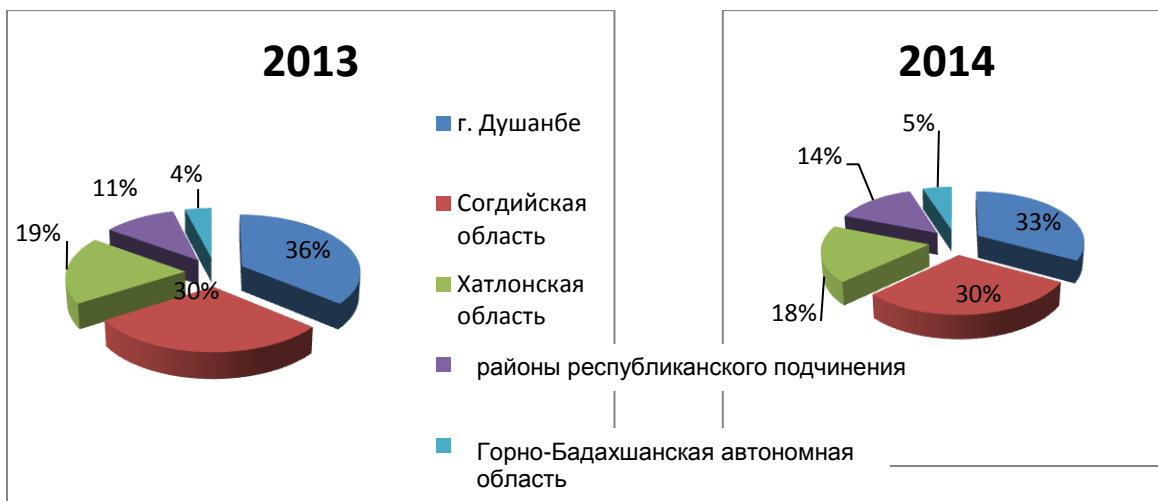 2013
4%
11%
19%
36%
30%
г. Душанбе
Согдийская
область
Хатлонская
область
районы республиканского подчинения
Горно-Бадахшанская автономная
область
2014
5%
14%
33%
18%
30%